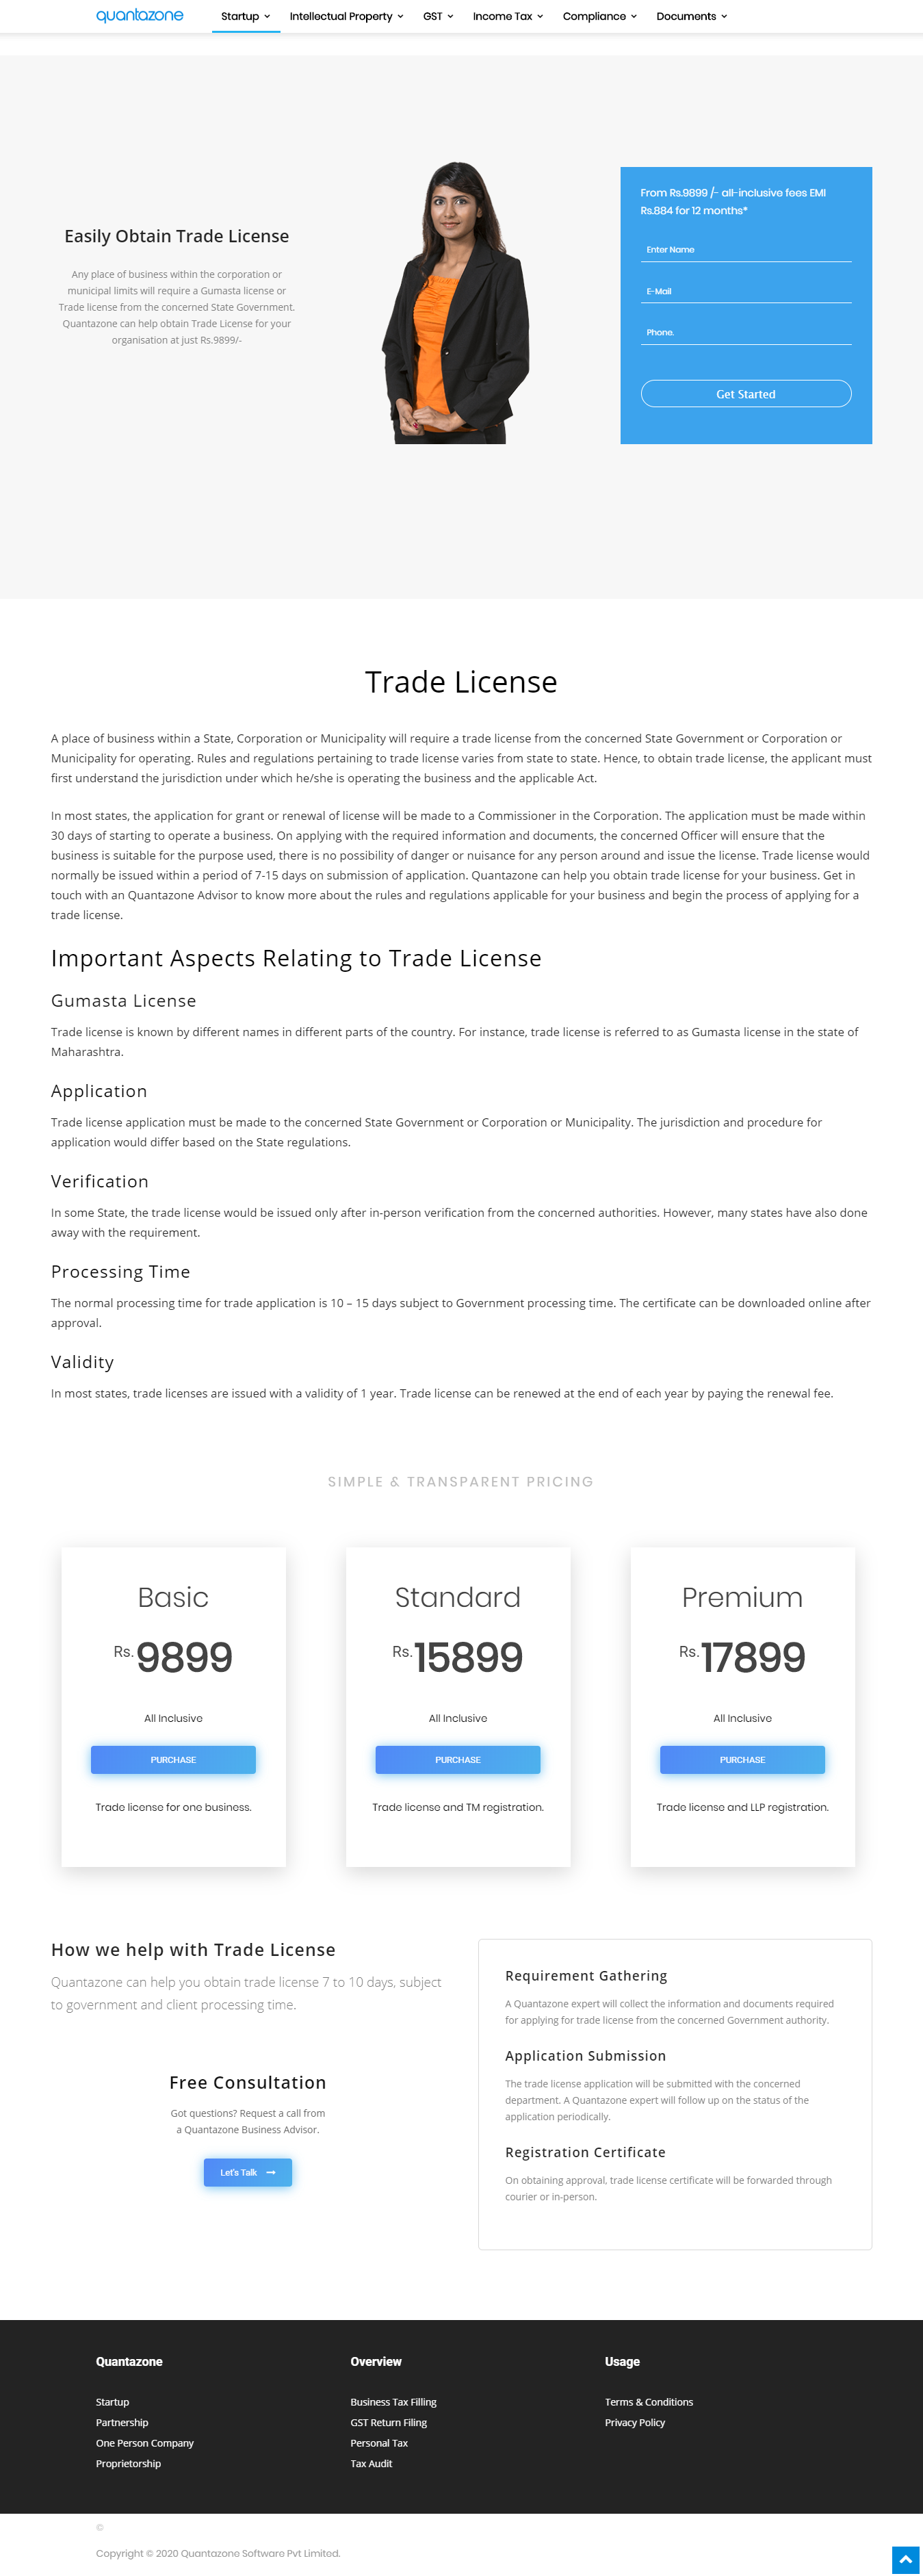 quantazone
Startup
Intellectual Property
GST
Income Tax
Compliance
Documents
Easily Obtain Trade License
Any place of business within the corporation or
municipal limits will require a Gumasta license or
Trade license from the concerned State Government.
Quantazone can help obtain Trade License for your
organisation at just Rs.9899/-
From Rs.9899 /- all-inclusive fees EMI
Rs.884 for 12 months*
Enter Name
E-Mail
Phone.
Get Started
Trade License
A place of business within a State, Corporation or Municipality will require a trade license from the concerned State Government or Corporation or
Municipality for operating. Rules and regulations pertaining to trade license varies from state to state. Hence, to obtain trade license, the applicant must
first understand the jurisdiction under which he/she is operating the business and the applicable Act.
In most states, the application for grant or renewal of license will be made to a Commissioner in the Corporation. The application must be made within
30 days of starting to operate a business. On applying with the required information and documents, the concerned Officer will ensure that the
business is suitable for the purpose used, there is no possibility of danger or nuisance for any person around and issue the license. Trade license would
normally be issued within a period of 7-15 days on submission of application. Quantazone can help you obtain trade license for your business. Get in
touch with an Quantazone Advisor to know more about the rules and regulations applicable for your business and begin the process of applying for a
trade license.
Important Aspects Relating to Trade License
Gumasta License
Trade license is known by different names in different parts of the country. For instance, trade license is referred to as Gumasta license in the state of
Maharashtra.
Application
Trade license application must be made to the concerned State Government or Corporation or Municipality. The jurisdiction and procedure for
application would differ based on the State regulations.
Verification
In some State, the trade license would be issued only after in-person verification from the concerned authorities. However, many states have also done
away with the requirement.
Processing Time
The normal processing time for trade application is 10 – 15 days subject to Government processing time. The certificate can be downloaded online after
approval.
Validity
In most states, trade licenses are issued with a validity of 1 year. Trade license can be renewed at the end of each year by paying the renewal fee.
SIMPLE & TRANSPARENT PRICING
Basic
Rs.9899
All Inclusive
PURCHASE
Trade license for one business.
Standard
Rs.15899
All Inclusive
PURCHASE
Trade license and TM registration.
Premium
Rs.17899
All Inclusive
PURCHASE
Trade license and LLP registration.
How we help with Trade License
Quantazone can help you obtain trade license 7 to 10 days, subject
to government and client processing time.
Free Consultation
Got questions? Request a call from
a Quantazone Business Advisor.
Let's Talk
Requirement Gathering
A Quantazone expert will collect the information and documents required
for applying for trade license from the concerned Government authority.
Application Submission
The trade license application will be submitted with the concerned
department. A Quantazone expert will follow up on the status of the
application periodically.
Registration Certificate
On obtaining approval, trade license certificate will be forwarded through
courier or in-person.
Quantazone
Startup
Partnership
One Person Company
Proprietorship
Overview
Business Tax Filling
GST Return Filing
Personal Tax
Tax Audit
Usage
Terms & Conditions
Privacy Policy
©
Copyright © 2020 Quantazone Software Pvt Limited.